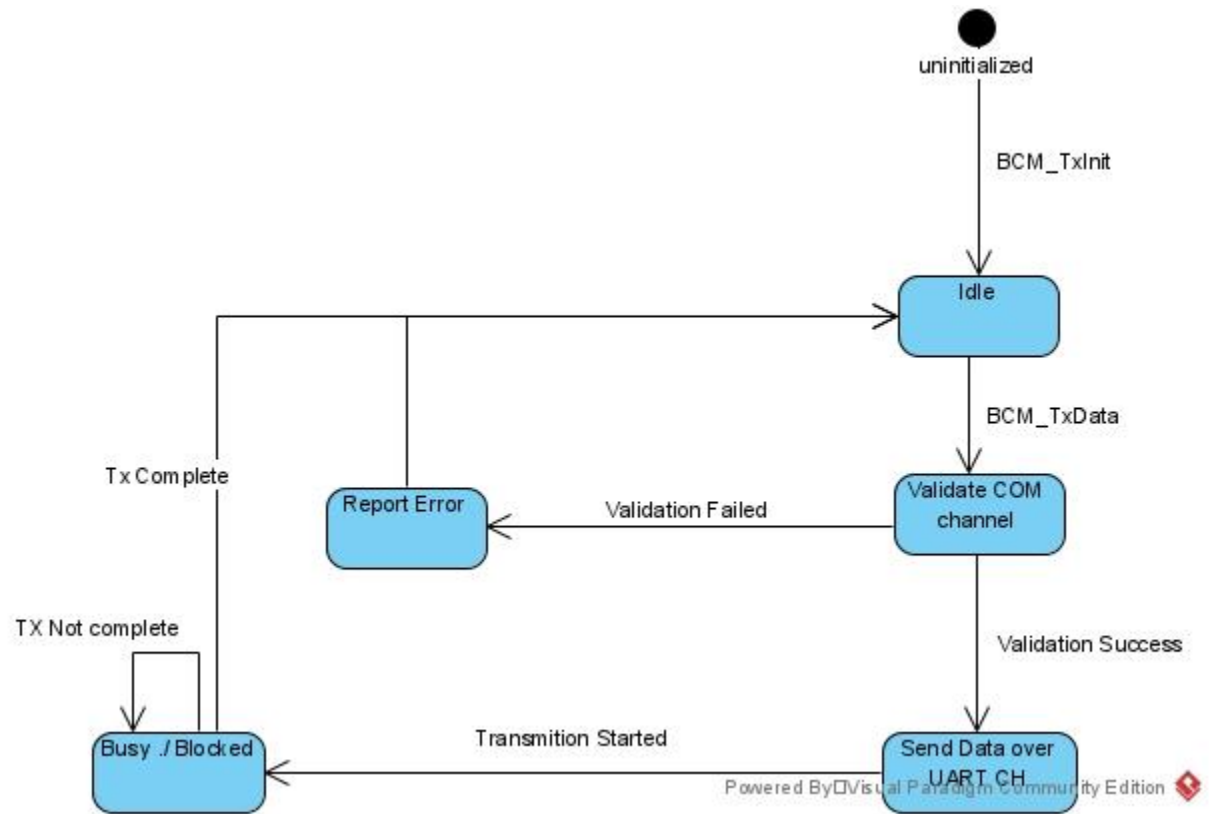 uninitialized
BCM_TxInit
Idle
BCM_TxData
Tx Complete
Report Error
Validation Failed
Validate COM
channel
TX Not complete
Validation Success
Busy ./ Blocked
Transmition Started
Send Data over
UART CH
Powered By□Visual Paradigm Community Edition